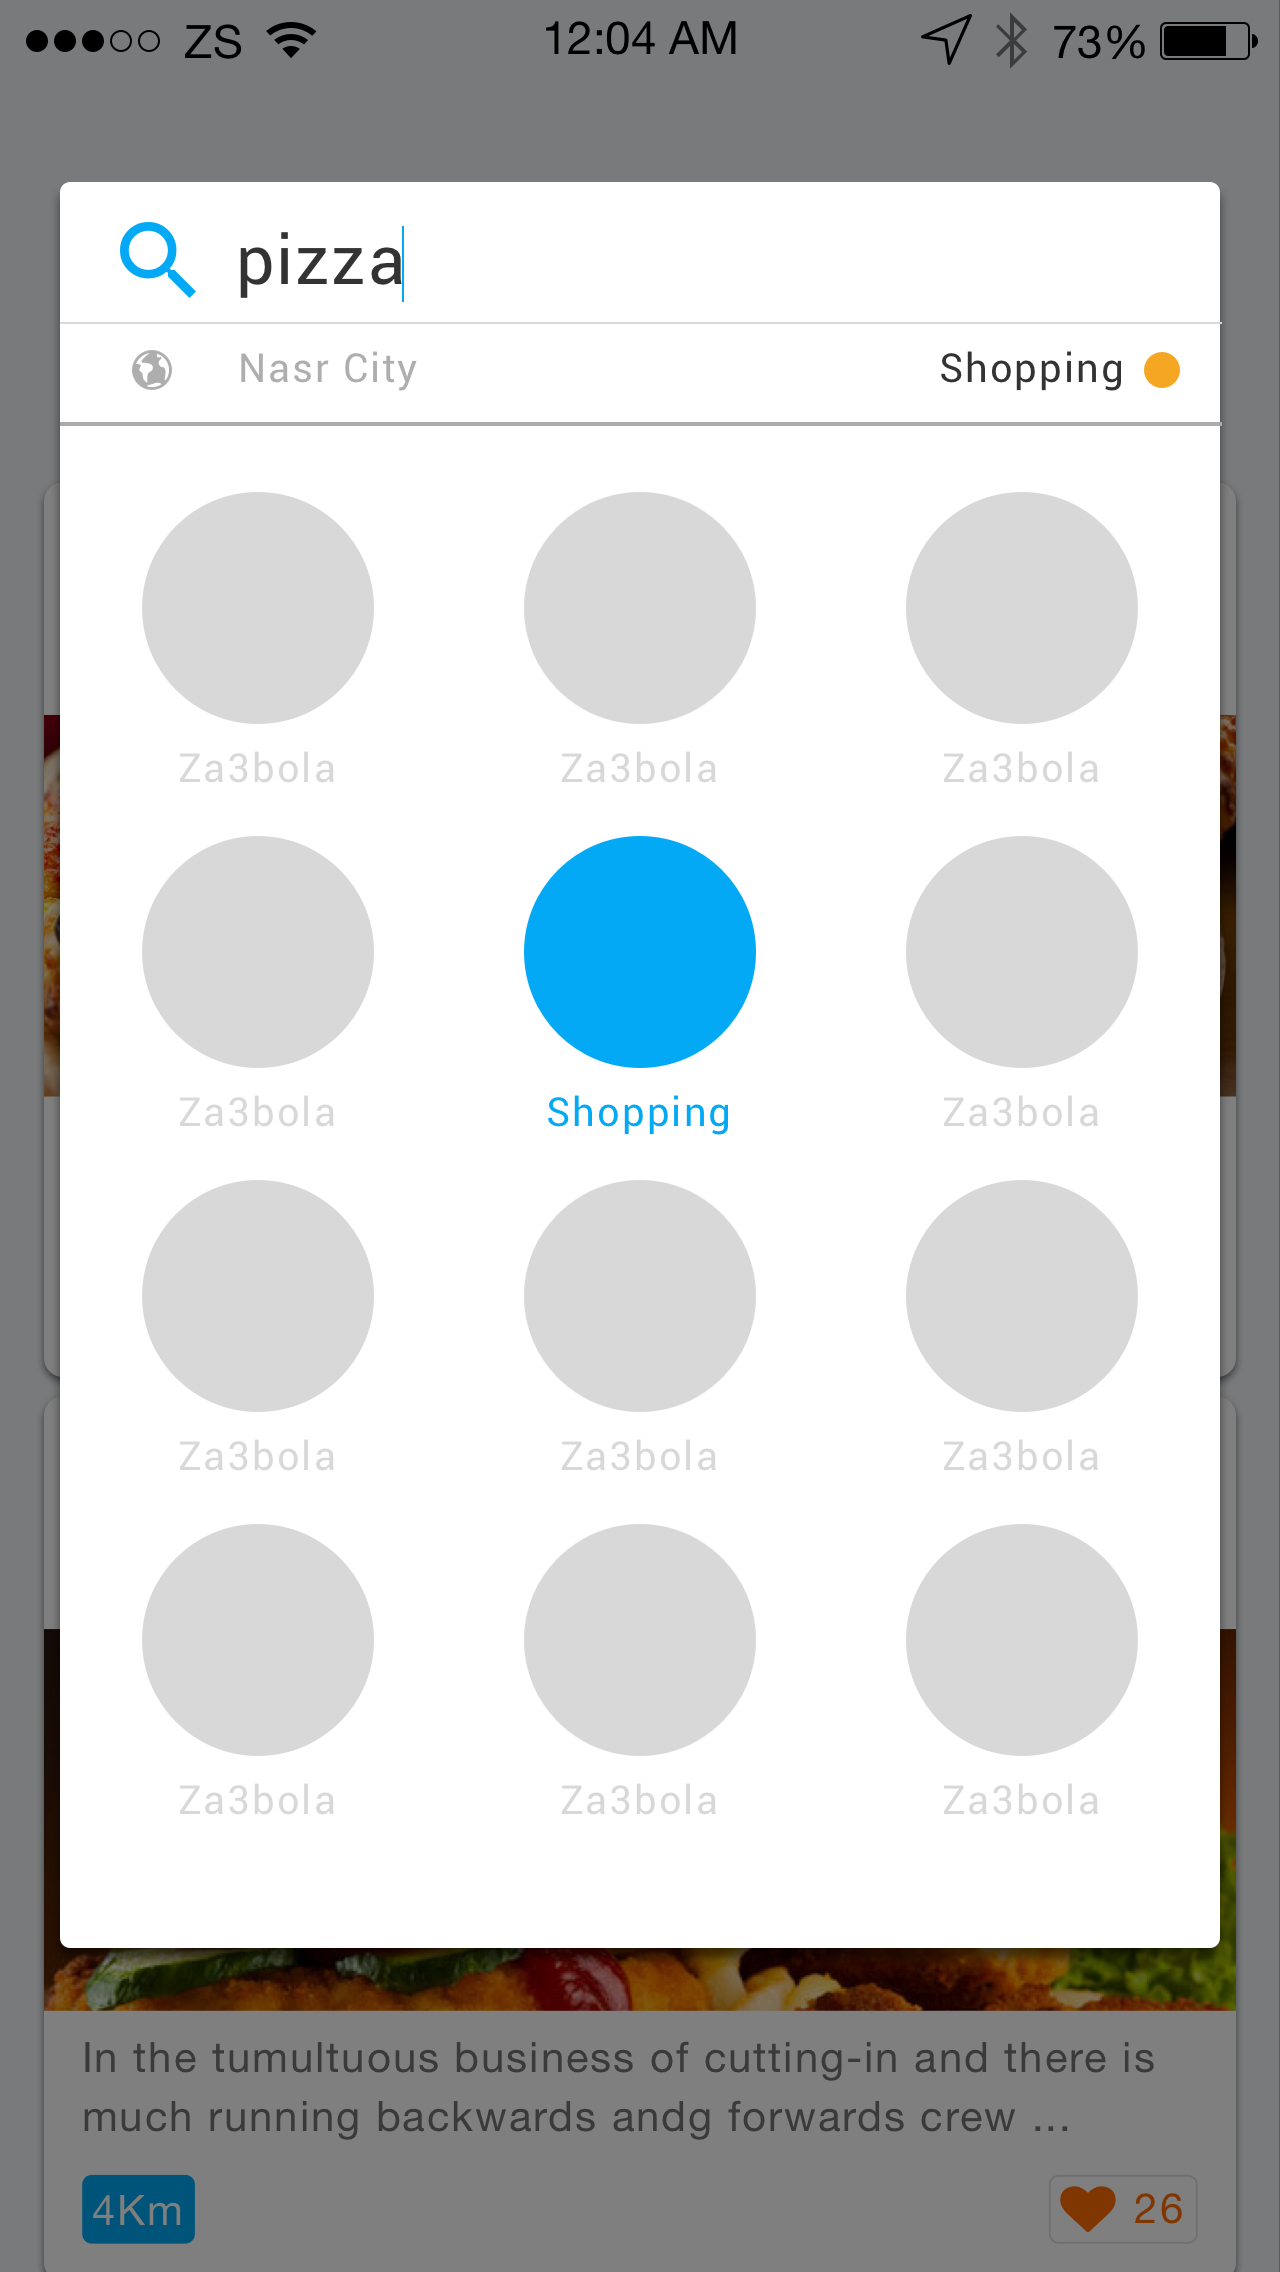 ZS 12:04 AM 73%
pizza
Nasr City Shopping
Za3bola Za3bola Za3bola
Za3bola Shopping Za3bola
Za3bola Za3bola Za3bola
Za3bola Za3bola Za3bola
In the tumultuous business of cutting-in and there is
much running backwards andg forwards crew ...
4Km 26